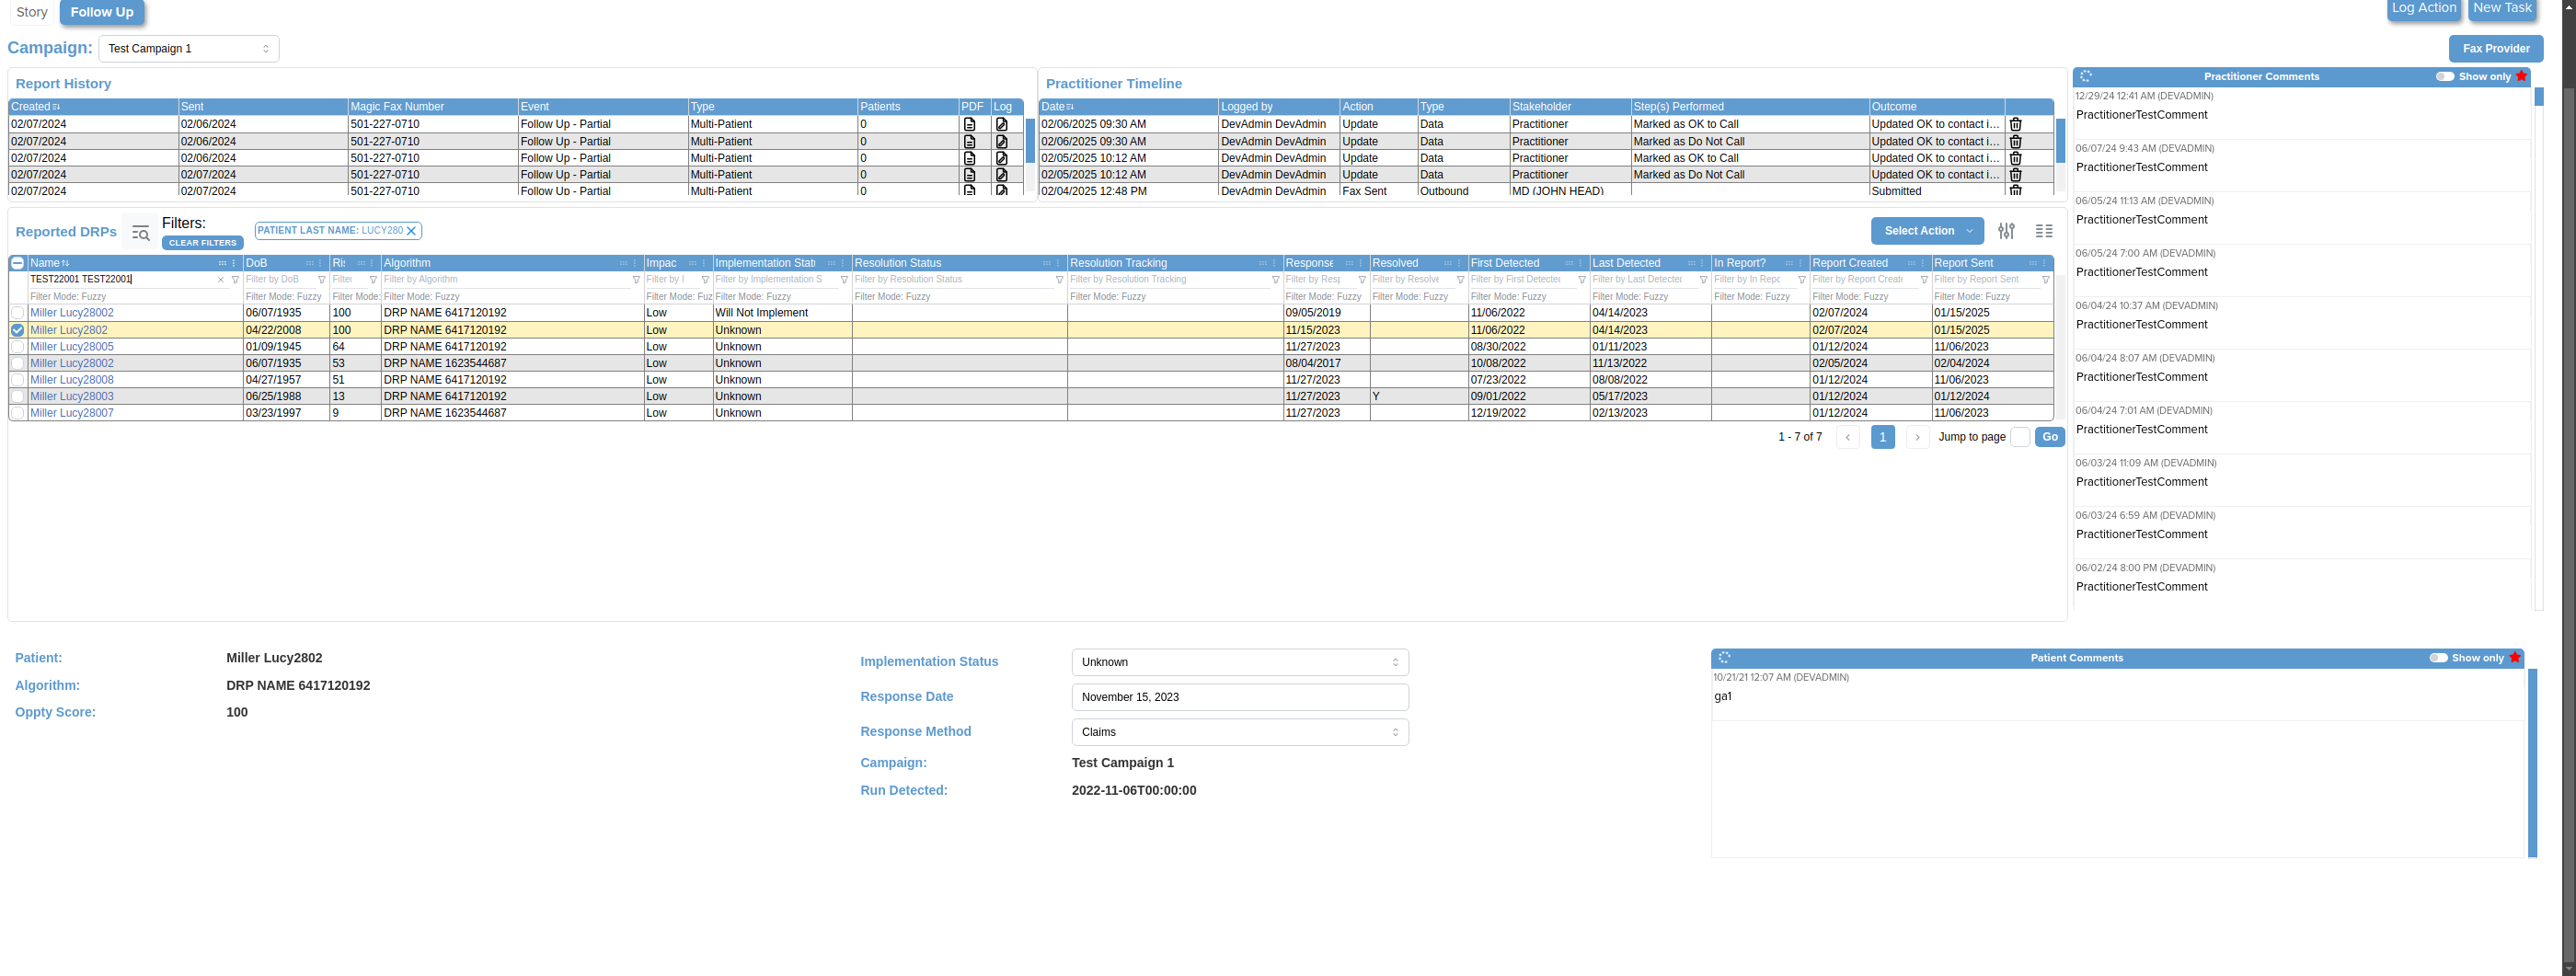 Story Follow Up Log Action New Task
Campaign: Test Campaign 1 Fax Provider
Report History
Created Sent Magic Fax Number Event Type Patients PDF Log
02/07/2024 02/06/2024 501-227-0710 Follow Up - Partial Multi-Patient 0
02/07/2024 02/06/2024 501-227-0710 Follow Up - Partial Multi-Patient 0
02/07/2024 02/06/2024 501-227-0710 Follow Up - Partial Multi-Patient 0
02/07/2024 02/07/2024 501-227-0710 Follow Up - Partial Multi-Patient 0
02/07/2024 02/07/2024 501-227-0710 Follow Up - Partial Multi-Patient 0
Practitioner Timeline
Date Logged by Action Type Stakeholder Step(s) Performed Outcome
02/06/2025 09:30 AM DevAdmin DevAdmin Update Data Practitioner Marked as OK to Call Updated OK to contact i...
02/06/2025 09:30 AM DevAdmin DevAdmin Update Data Practitioner Marked as Do Not Call Updated OK to contact i...
02/05/2025 10:12 AM DevAdmin DevAdmin Update Data Practitioner Marked as OK to Call Updated OK to contact i...
02/05/2025 10:12 AM DevAdmin DevAdmin Update Data Practitioner Marked as Do Not Call Updated OK to contact i...
02/04/2025 12:48 PM DevAdmin DevAdmin Fax Sent Outbound MD (JOHN HEAD) Submitted
Practitioner Comments Show only
12/29/24 12:41 AM (DEVADMIN)
PractitionerTestComment
06/07/24 9:43 AM (DEVADMIN)
PractitionerTestComment
06/05/24 11:13 AM (DEVADMIN)
PractitionerTestComment
06/05/24 7:00 AM (DEVADMIN)
PractitionerTestComment
06/04/24 10:37 AM (DEVADMIN)
PractitionerTestComment
06/04/24 8:07 AM (DEVADMIN)
PractitionerTestComment
06/04/24 7:01 AM (DEVADMIN)
PractitionerTestComment
06/03/24 11:09 AM (DEVADMIN)
PractitionerTestComment
06/03/24 6:59 AM (DEVADMIN)
PractitionerTestComment
06/02/24 8:00 PM (DEVADMIN)
PractitionerTestComment
Reported DRPs Filters: CLEAR FILTERS PATIENT LAST NAME: LUCY280 Select Action
Name DoB Ris Algorithm Impac Implementation Stat Resolution Status Resolution Tracking Response Resolved First Detected Last Detected In Report? Report Created Report Sent
TEST22001 TEST22001 Filter by DoB Filter Filter by Algorithm Filter by I Filter by Implementation S Filter by Resolution Status Filter by Resolution Tracking Filter by Resp Filter by Resolve Filter by First Detected Filter by Last Detected Filter by In Repo Filter by Report Create Filter by Report Sent
Filter Mode: Fuzzy Filter Mode: Fuzzy Filter Mode: Filter Mode: Fuzzy Filter Mode: Fuz Filter Mode: Fuzzy Filter Mode: Fuzzy Filter Mode: Fuzzy Filter Mode: Fuzzy Filter Mode: Fuzzy Filter Mode: Fuzzy Filter Mode: Fuzzy Filter Mode: Fuzzy Filter Mode: Fuzzy Filter Mode: Fuzzy
Miller Lucy28002 06/07/1935 100 DRP NAME 6417120192 Low Will Not Implement 09/05/2019 11/06/2022 04/14/2023 02/07/2024 01/15/2025
Miller Lucy2802 04/22/2008 100 DRP NAME 6417120192 Low Unknown 11/15/2023 11/06/2022 04/14/2023 02/07/2024 01/15/2025
Miller Lucy28005 01/09/1945 64 DRP NAME 6417120192 Low Unknown 11/27/2023 08/30/2022 01/11/2023 01/12/2024 11/06/2023
Miller Lucy28002 06/07/1935 53 DRP NAME 1623544687 Low Unknown 08/04/2017 10/08/2022 11/13/2022 02/05/2024 02/04/2024
Miller Lucy28008 04/27/1957 51 DRP NAME 6417120192 Low Unknown 11/27/2023 07/23/2022 08/08/2022 01/12/2024 11/06/2023
Miller Lucy28003 06/25/1988 13 DRP NAME 6417120192 Low Unknown 11/27/2023 Y 09/01/2022 05/17/2023 01/12/2024 01/12/2024
Miller Lucy28007 03/23/1997 9 DRP NAME 1623544687 Low Unknown 11/27/2023 12/19/2022 02/13/2023 01/12/2024 11/06/2023
1 - 7 of 7 1 Jump to page Go
Patient: Miller Lucy2802
Algorithm: DRP NAME 6417120192
Oppty Score: 100
Implementation Status Unknown
Response Date November 15, 2023
Response Method Claims
Campaign: Test Campaign 1
Run Detected: 2022-11-06T00:00:00
Patient Comments Show only
10/21/21 12:07 AM (DEVADMIN)
ga1